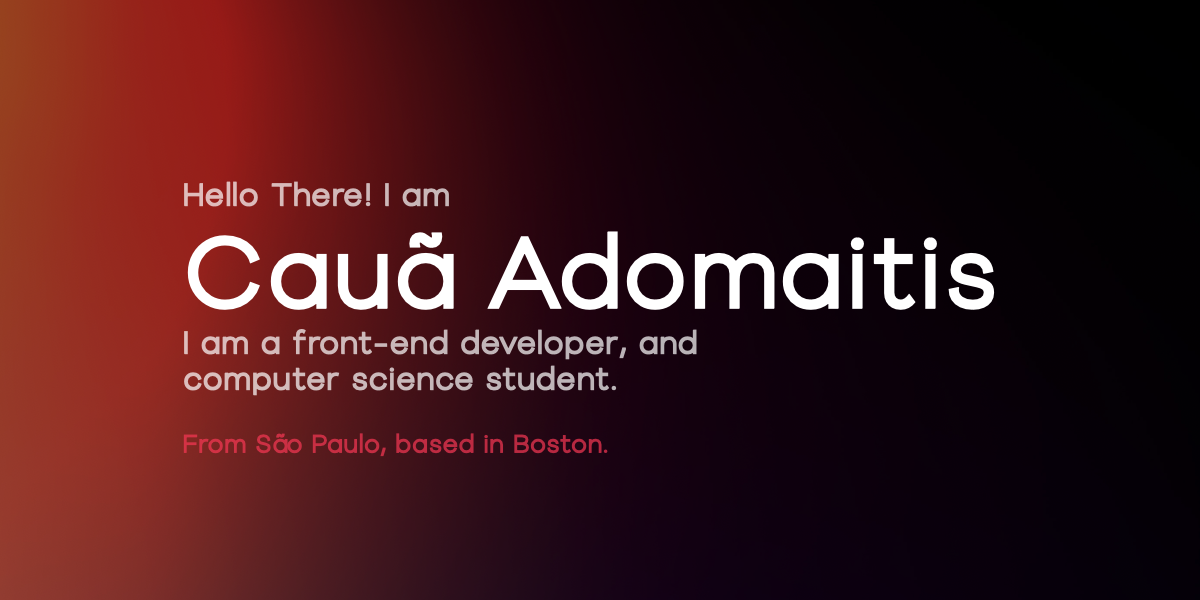 Hello There! I am
Cauã Adomaitis
I am a front-end developer, and
computer science student.
From São Paulo, based in Boston.